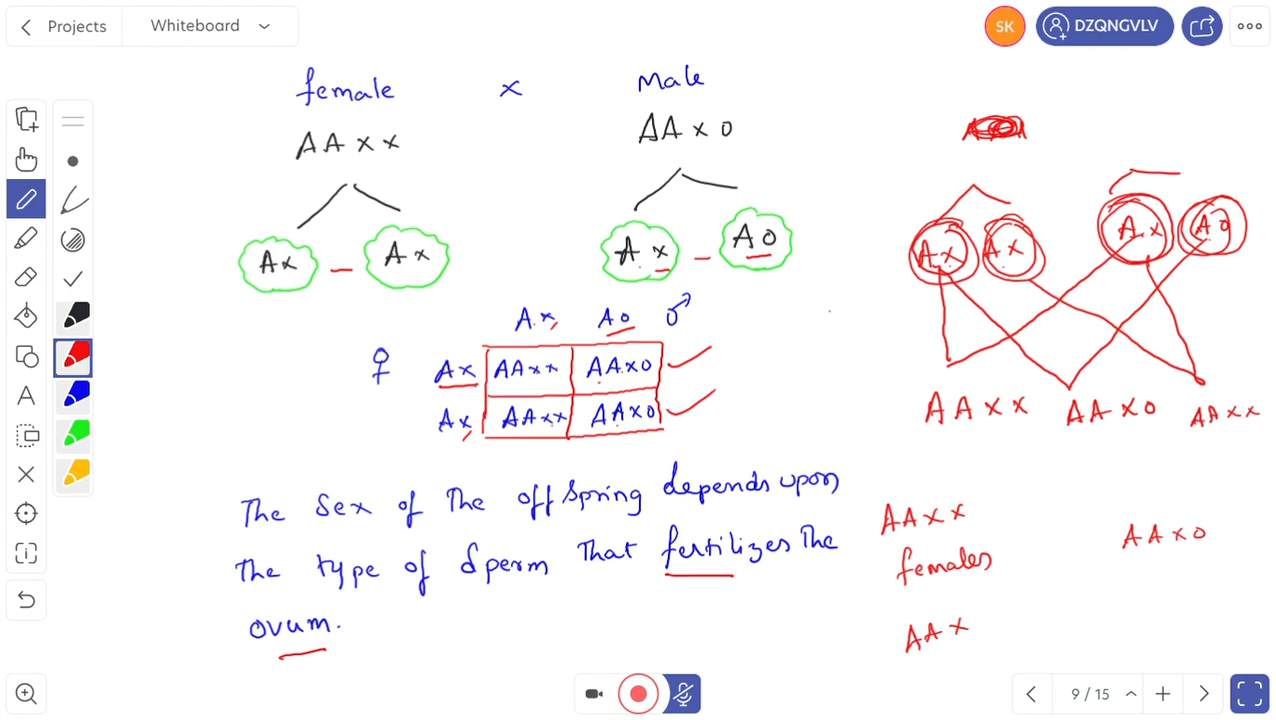 Projects Whiteboard SK DZQNGVLV
female x Male
AAxx AAxo
Ax Ax Ax Ao
Ax Ax Ax Ao
Ax Ao ♂
♀ Ax AAxx AAxo
Ax AAxx AAxo
AAxx AAxo AAxx
The sex of the offspring depends upon
the type of sperm that fertilizes the
ovum.
AAxx AAxo
females
AAx
9 / 15